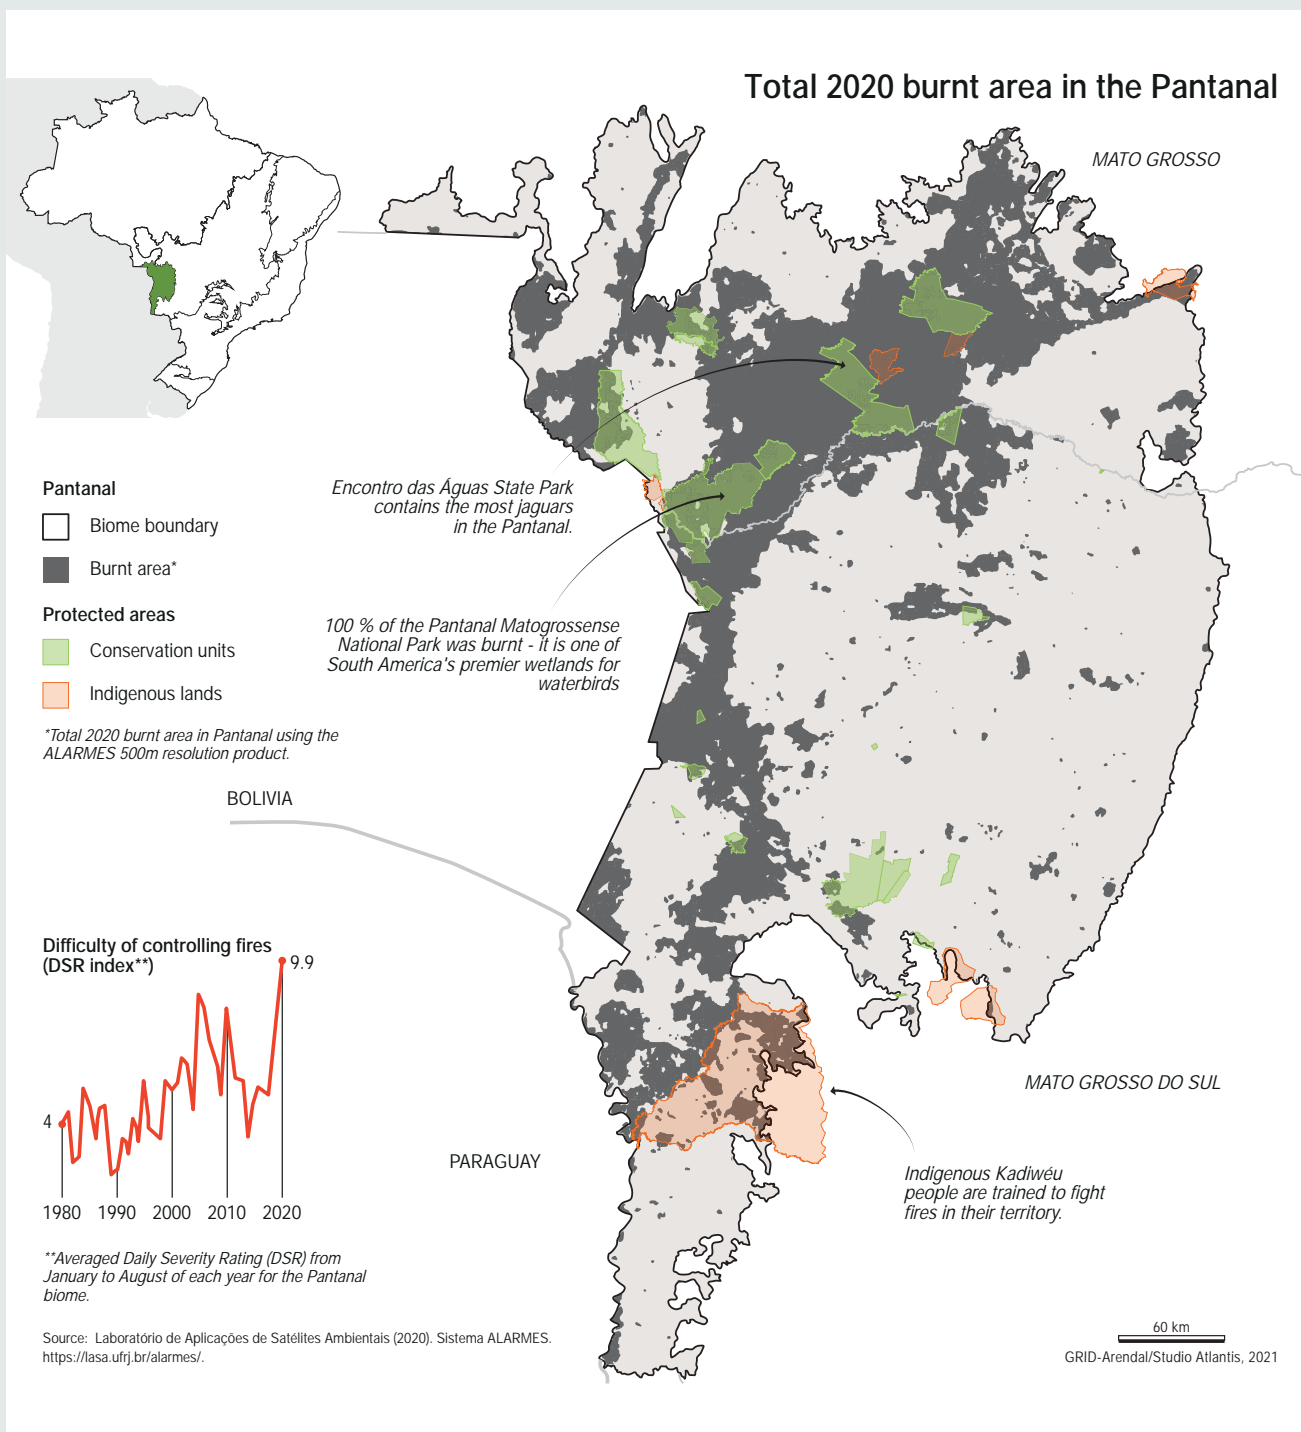 Total 2020 burnt area in the Pantanal
MATO GROSSO
Encontro das Águas State Park
contains the most jaguars
in the Pantanal.
Pantanal
Biome boundary
Burnt area*
Protected areas
Conservation units
Indigenous lands
*Total 2020 burnt area in Pantanal using the
ALARMES 500m resolution product.
100 % of the Pantanal Matogrossense
National Park was burnt - it is one of
South America's premier wetlands for
waterbirds
BOLIVIA
Difficulty of controlling fires
(DSR index**)
9.9
4
1980 1990 2000 2010 2020
**Averaged Daily Severity Rating (DSR) from
January to August of each year for the Pantanal
biome.
PARAGUAY
MATO GROSSO DO SUL
Indigenous Kadiwéu
people are trained to fight
fires in their territory.
Source: Laboratório de Aplicações de Satélites Ambientais (2020). Sistema ALARMES.
https://lasa.ufrj.br/alarmes/.
60 km
GRID-Arendal/Studio Atlantis, 2021